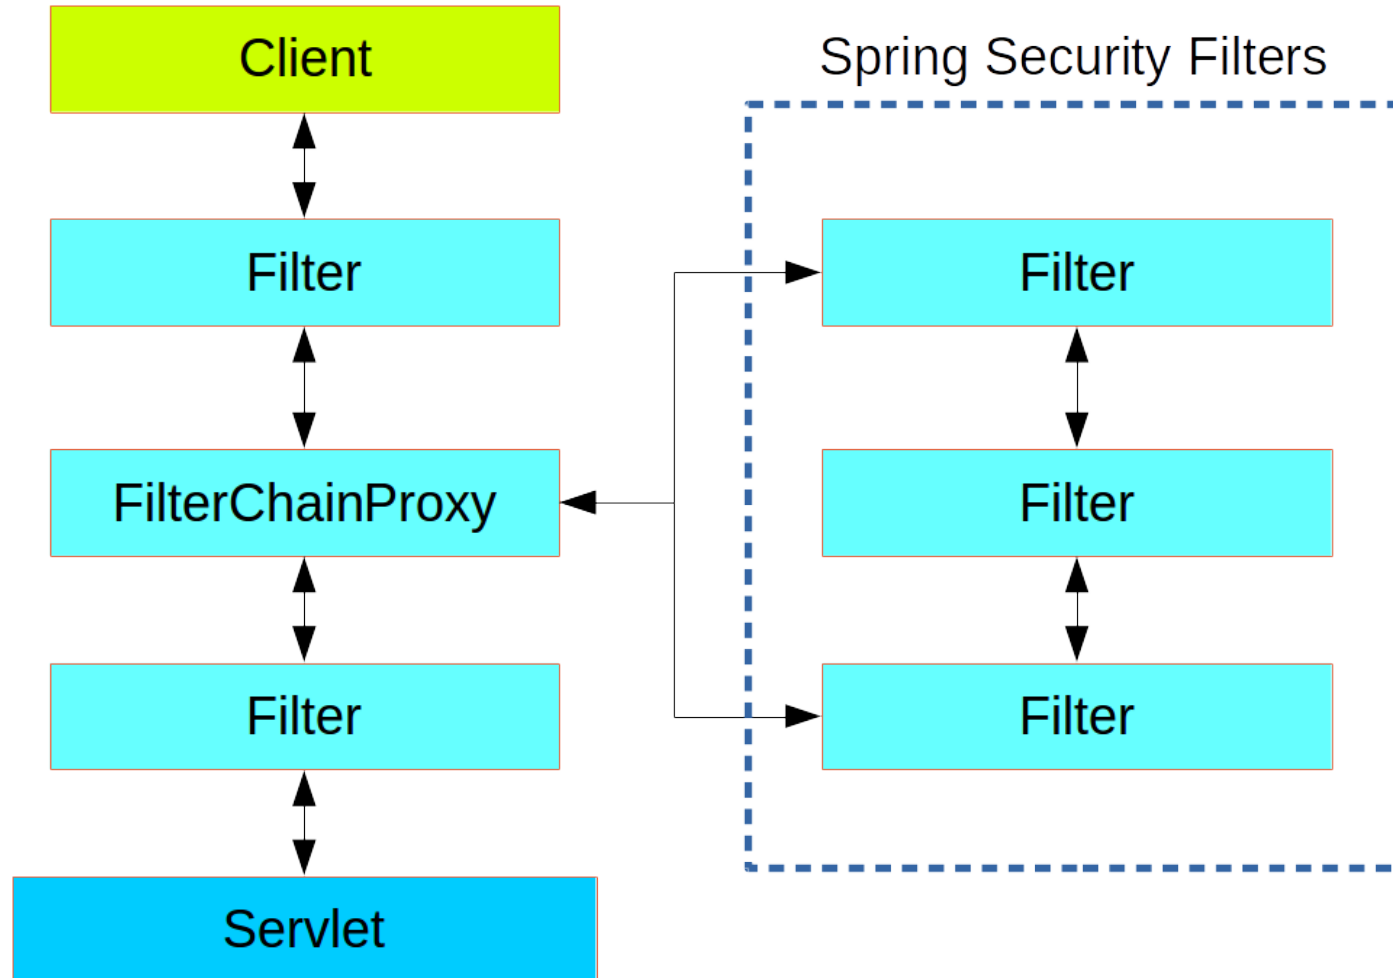 Client
Filter
FilterChainProxy
Filter
Servlet
Spring Security Filters
Filter
Filter
Filter